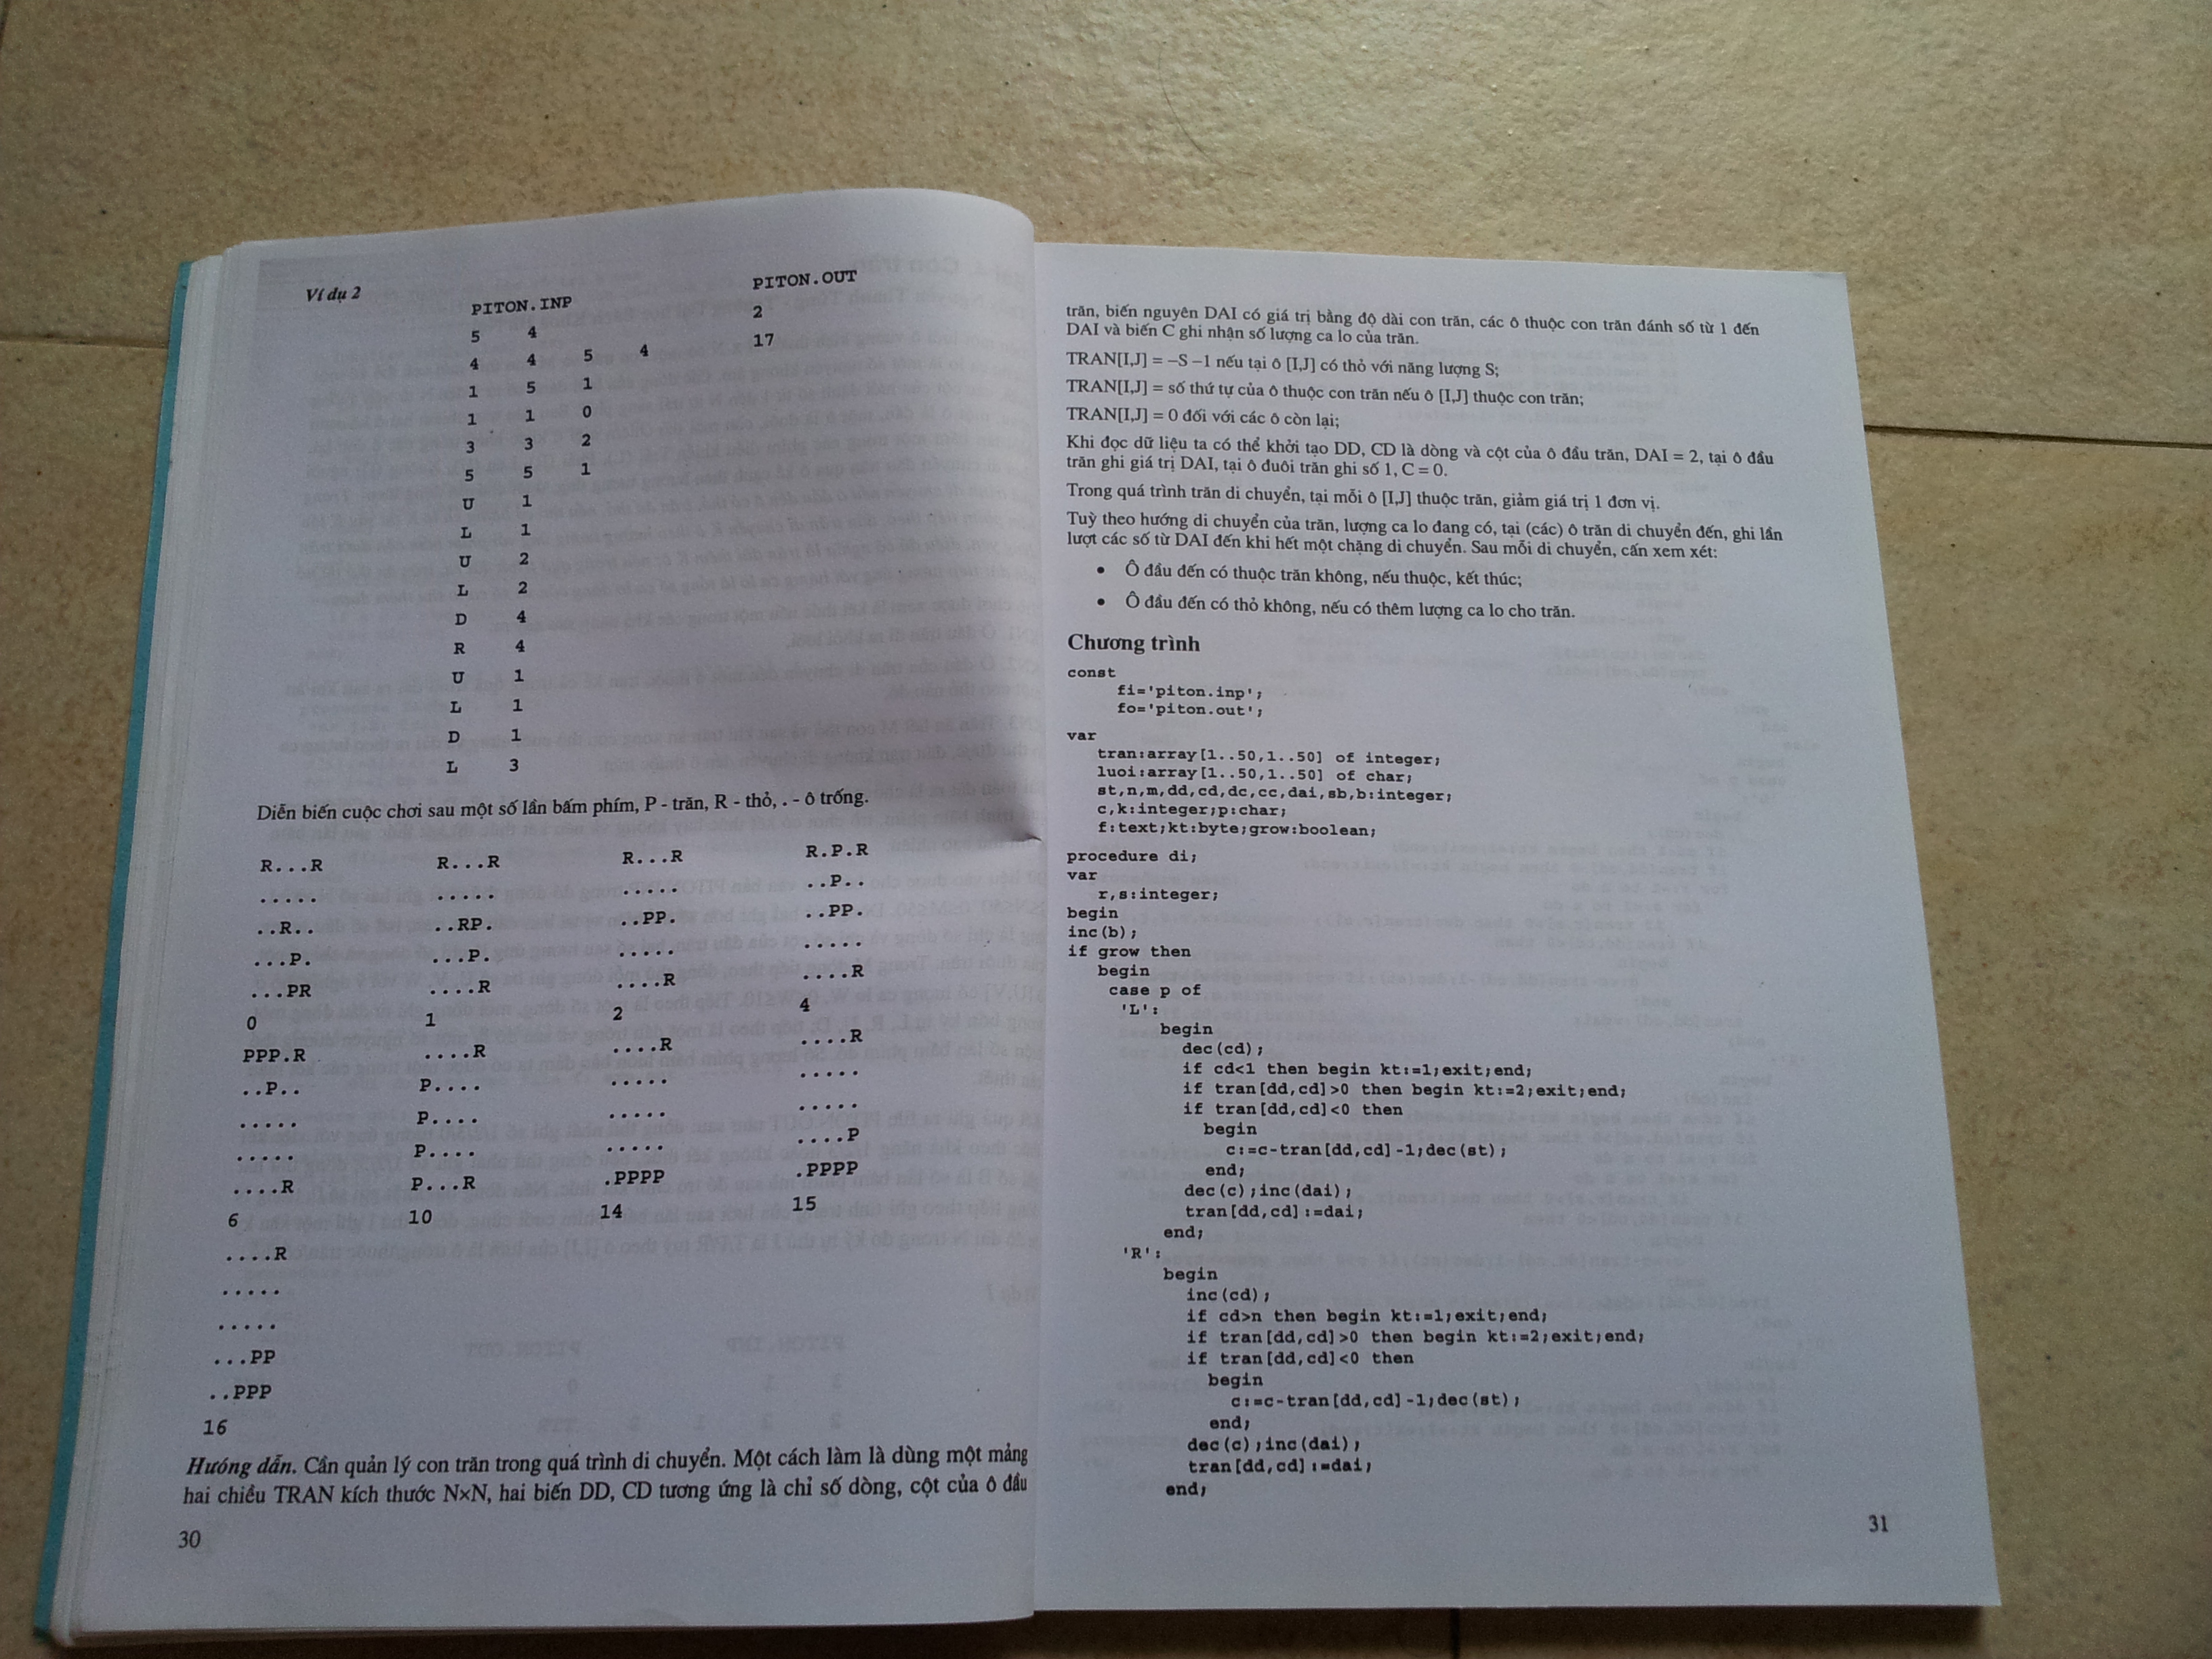 Ví dụ 2
PITON.INP PITON.OUT
5 4 2
4 4 5 4 17
1 5 1
1 1 0
3 3 2
5 5 1
U 1
L 1
U 2
L 2
D 4
R 4
U 1
L 1
D 1
L 3
Diễn biến cuộc chơi sau một số lần bấm phím, P - trăn, R - thỏ, . - ô trống.
R...R R...R R...R R.P.R
..... ..... ..... ..P..
..R.. ..RP. ..PP. ..PP.
...P. ...P. ..... .....
...PR ....R ....R ....R
0 1 2 4
PPP.R ....R ....R ....R
..P.. P.... ..... .....
..... P.... ..... .....
..... P.... ..... ....P
....R P...R .PPPP .PPPP
6 10 14 15
....R
.....
.....
...PP
..PPP
16
Hướng dẫn. Cần quản lý con trăn trong quá trình di chuyển. Một cách làm là dùng một mảng
hai chiều TRAN kích thước N×N, hai biến DD, CD tương ứng là chỉ số dòng, cột của ô đầu
30
trăn, biến nguyên DAI có giá trị bằng độ dài con trăn, các ô thuộc con trăn đánh số từ 1 đến
DAI và biến C ghi nhận số lượng ca lo của trăn.
TRAN[I,J] = –S –1 nếu tại ô [I,J] có thỏ với năng lượng S;
TRAN[I,J] = số thứ tự của ô thuộc con trăn nếu ô [I,J] thuộc con trăn;
TRAN[I,J] = 0 đối với các ô còn lại;
Khi đọc dữ liệu ta có thể khởi tạo DD, CD là dòng và cột của ô đầu trăn, DAI = 2, tại ô đầu
trăn ghi giá trị DAI, tại ô đuôi trăn ghi số 1, C = 0.
Trong quá trình trăn di chuyển, tại mỗi ô [I,J] thuộc trăn, giảm giá trị 1 đơn vị.
Tuỳ theo hướng di chuyển của trăn, lượng ca lo đang có, tại (các) ô trăn di chuyển đến, ghi lần
lượt các số từ DAI đến khi hết một chặng di chuyển. Sau mỗi di chuyển, cấn xem xét:
• Ô đầu đến có thuộc trăn không, nếu thuộc, kết thúc;
• Ô đầu đến có thỏ không, nếu có thêm lượng ca lo cho trăn.
Chương trình
const
fi='piton.inp';
fo='piton.out';
var
tran:array[1..50,1..50] of integer;
luoi:array[1..50,1..50] of char;
st,n,m,dd,cd,dc,cc,dai,sb,b:integer;
c,k:integer;p:char;
f:text;kt:byte;grow:boolean;
procedure di;
var
r,s:integer;
begin
inc(b);
if grow then
begin
case p of
'L':
begin
dec(cd);
if cd<1 then begin kt:=1;exit;end;
if tran[dd,cd]>0 then begin kt:=2;exit;end;
if tran[dd,cd]<0 then
begin
c:=c-tran[dd,cd]-1;dec(st);
end;
dec(c);inc(dai);
tran[dd,cd]:=dai;
end;
'R':
begin
inc(cd);
if cd>n then begin kt:=1;exit;end;
if tran[dd,cd]>0 then begin kt:=2;exit;end;
if tran[dd,cd]<0 then
begin
c:=c-tran[dd,cd]-1;dec(st);
end;
dec(c);inc(dai);
tran[dd,cd]:=dai;
end;
31